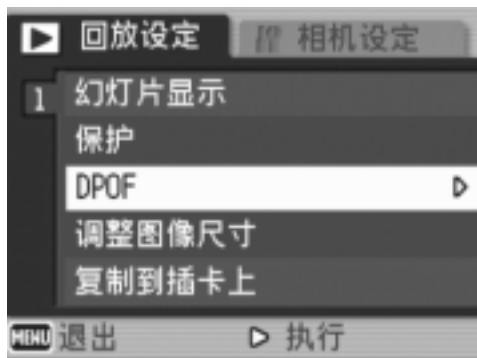 回放设定 相机设定
1 幻灯片显示
保护
DPOF
调整图像尺寸
复制到插卡上
MENU 退出 执行